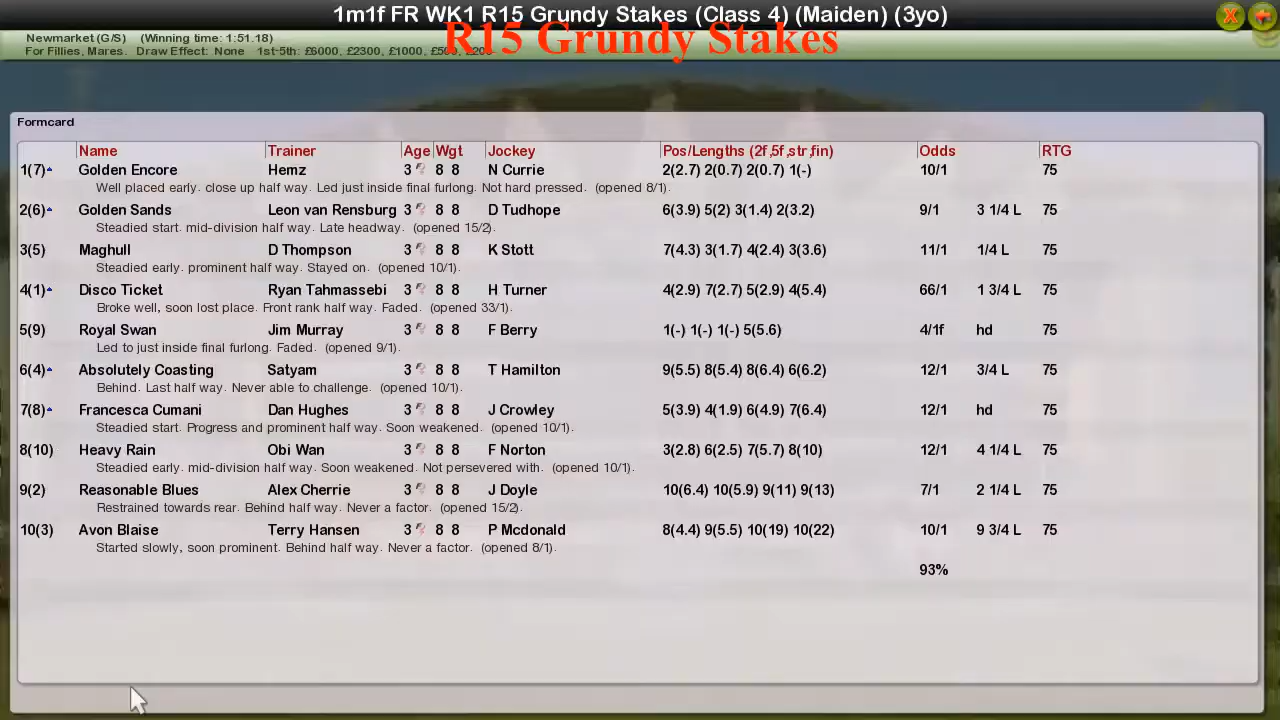 1m1f FR WK1 R15 Grundy Stakes (Class 4) (Maiden) (3yo)
R15 Grundy Stakes
Newmarket (G/S) (Winning time: 1:51.18)
For Fillies, Mares. Draw Effect: None 1st-5th: £6000, £2300, £1000, £500, £200
Formcard
Name Trainer Age Wgt Jockey Pos/Lengths (2f,5f,str,fin) Odds RTG
1(7) Golden Encore Hemz 3 8 8 N Currie 2(2.7) 2(0.7) 2(0.7) 1(-) 10/1 75
Well placed early. close up half way. Led just inside final furlong. Not hard pressed. (opened 8/1).
2(6) Golden Sands Leon van Rensburg 3 8 8 D Tudhope 6(3.9) 5(2) 3(1.4) 2(3.2) 9/1 3 1/4 L 75
Steadied start. mid-division half way. Late headway. (opened 15/2).
3(5) Maghull D Thompson 3 8 8 K Stott 7(4.3) 3(1.7) 4(2.4) 3(3.6) 11/1 1/4 L 75
Steadied early. prominent half way. Stayed on. (opened 10/1).
4(1) Disco Ticket Ryan Tahmassebi 3 8 8 H Turner 4(2.9) 7(2.7) 5(2.9) 4(5.4) 66/1 1 3/4 L 75
Broke well, soon lost place. Front rank half way. Faded. (opened 33/1).
5(9) Royal Swan Jim Murray 3 8 8 F Berry 1(-) 1(-) 1(-) 5(5.6) 4/1f hd 75
Led to just inside final furlong. Faded. (opened 9/1).
6(4) Absolutely Coasting Satyam 3 8 8 T Hamilton 9(5.5) 8(5.4) 8(6.4) 6(6.2) 12/1 3/4 L 75
Behind. Last half way. Never able to challenge. (opened 10/1).
7(8) Francesca Cumani Dan Hughes 3 8 8 J Crowley 5(3.9) 4(1.9) 6(4.9) 7(6.4) 12/1 hd 75
Steadied start. Progress and prominent half way. Soon weakened. (opened 10/1).
8(10) Heavy Rain Obi Wan 3 8 8 F Norton 3(2.8) 6(2.5) 7(5.7) 8(10) 12/1 4 1/4 L 75
Steadied early. mid-division half way. Soon weakened. Not persevered with. (opened 10/1).
9(2) Reasonable Blues Alex Cherrie 3 8 8 J Doyle 10(6.4) 10(5.9) 9(11) 9(13) 7/1 2 1/4 L 75
Restrained towards rear. Behind half way. Never a factor. (opened 15/2).
10(3) Avon Blaise Terry Hansen 3 8 8 P Mcdonald 8(4.4) 9(5.5) 10(19) 10(22) 10/1 9 3/4 L 75
Started slowly, soon prominent. Behind half way. Never a factor. (opened 8/1).
93%